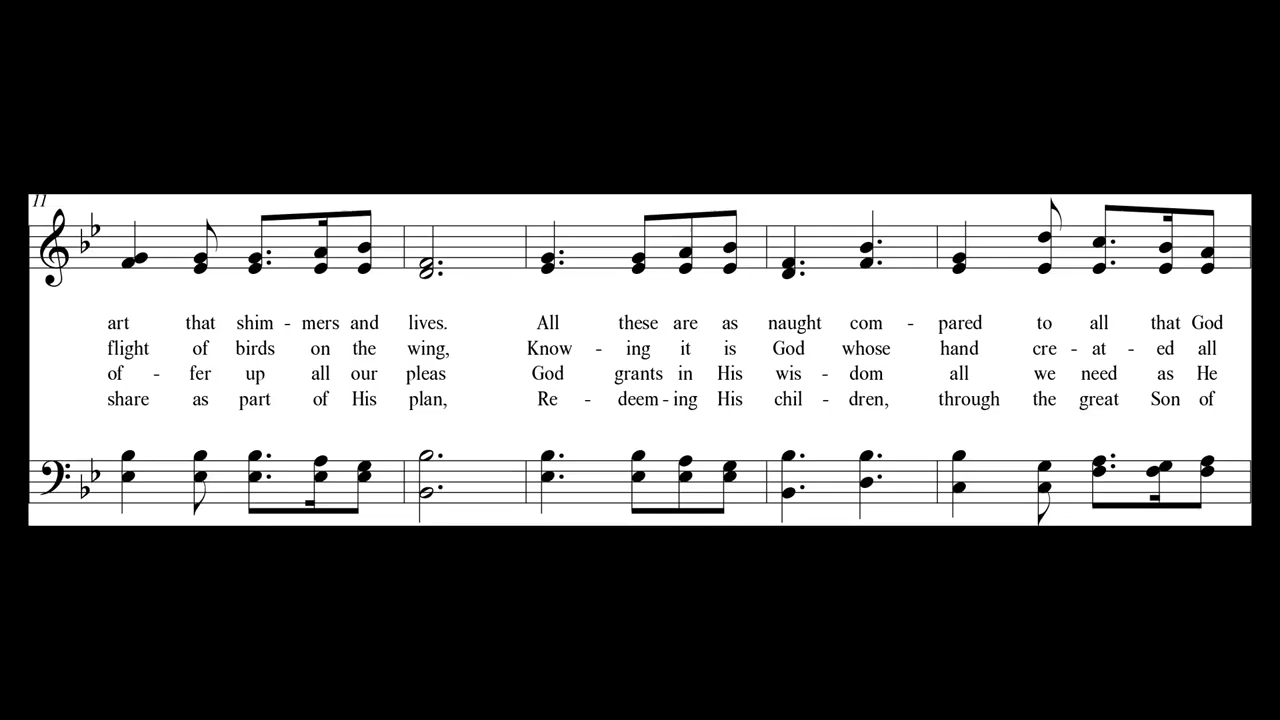 11
art that shim - mers and lives. All these are as naught com - pared to all that God
flight of birds on the wing, Know - ing it is God whose hand cre - at - ed all
of - fer up all our pleas God grants in His wis - dom all we need as He
share as part of His plan, Re - deem - ing His chil - dren, through the great Son of